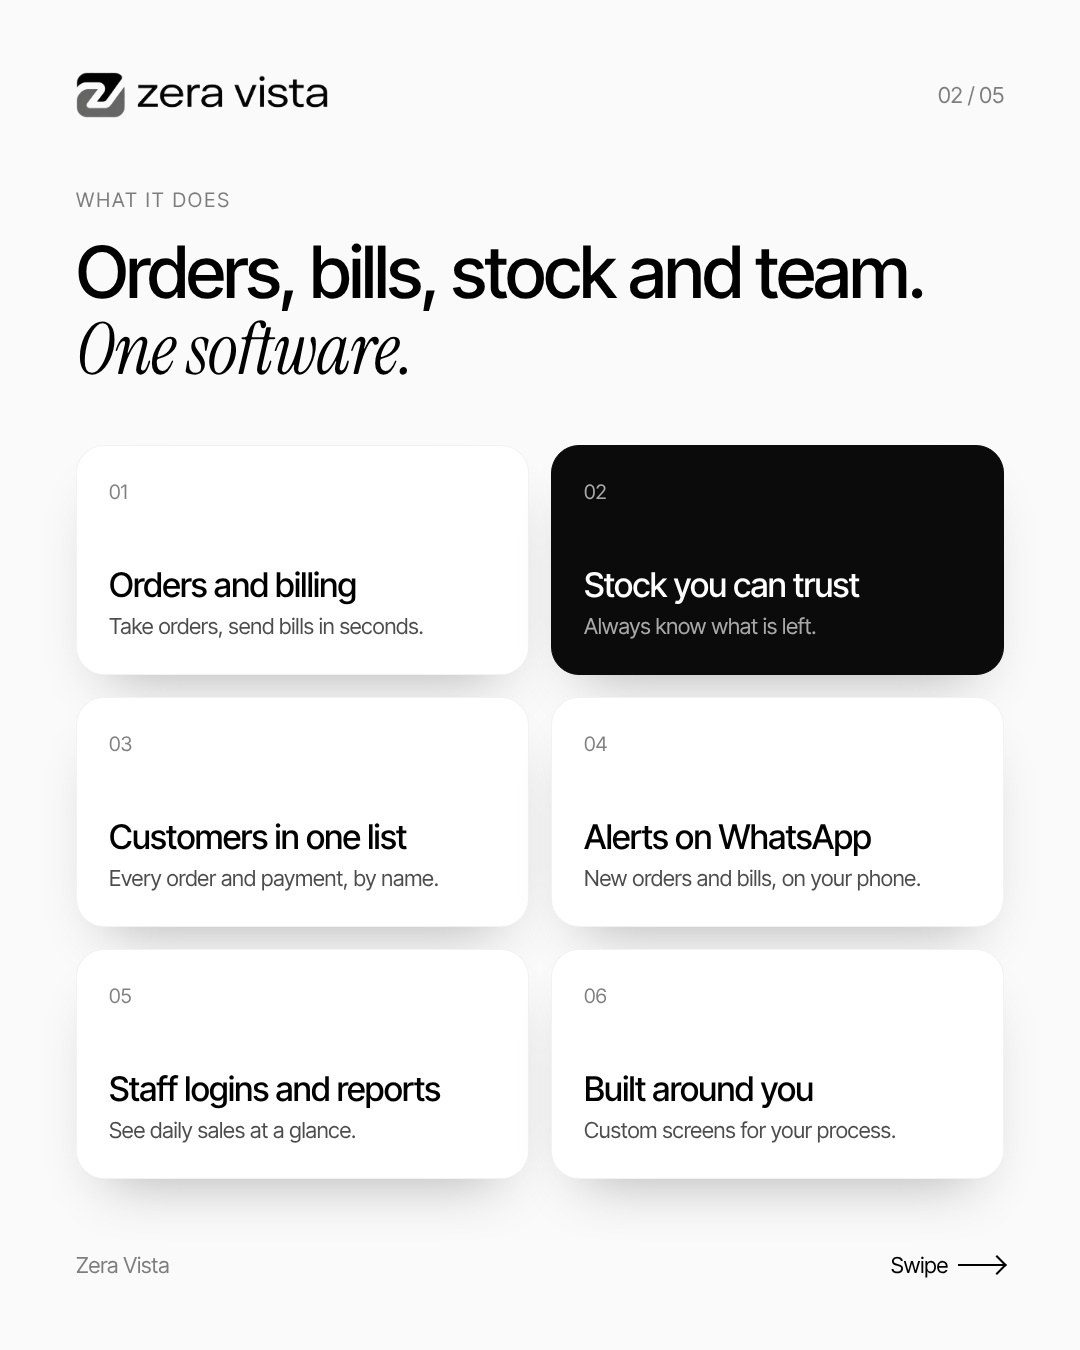 zera vista
02 / 05
WHAT IT DOES
Orders, bills, stock and team.
One software.
01
Orders and billing
Take orders, send bills in seconds.
02
Stock you can trust
Always know what is left.
03
Customers in one list
Every order and payment, by name.
04
Alerts on WhatsApp
New orders and bills, on your phone.
05
Staff logins and reports
See daily sales at a glance.
06
Built around you
Custom screens for your process.
Zera Vista
Swipe